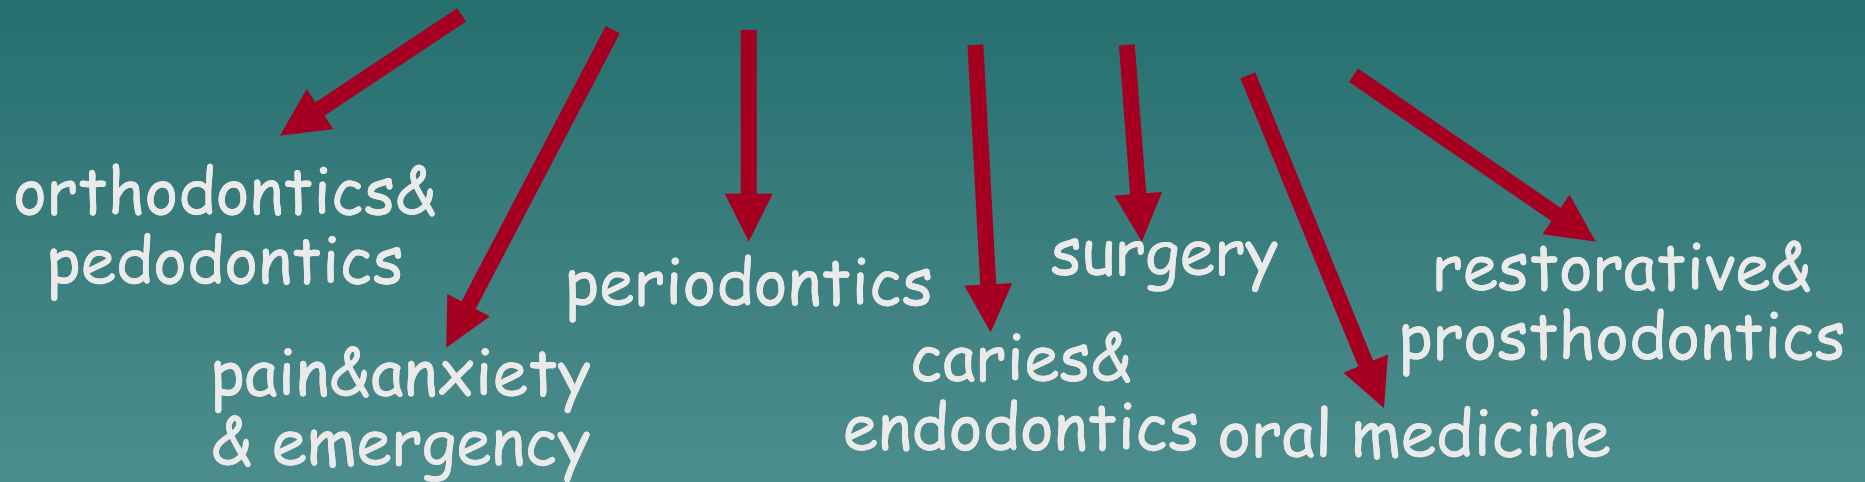 orthodontics&
pedodontics
pain&anxiety
& emergency
periodontics
caries&
endodontics
surgery
oral medicine
restorative&
prosthodontics